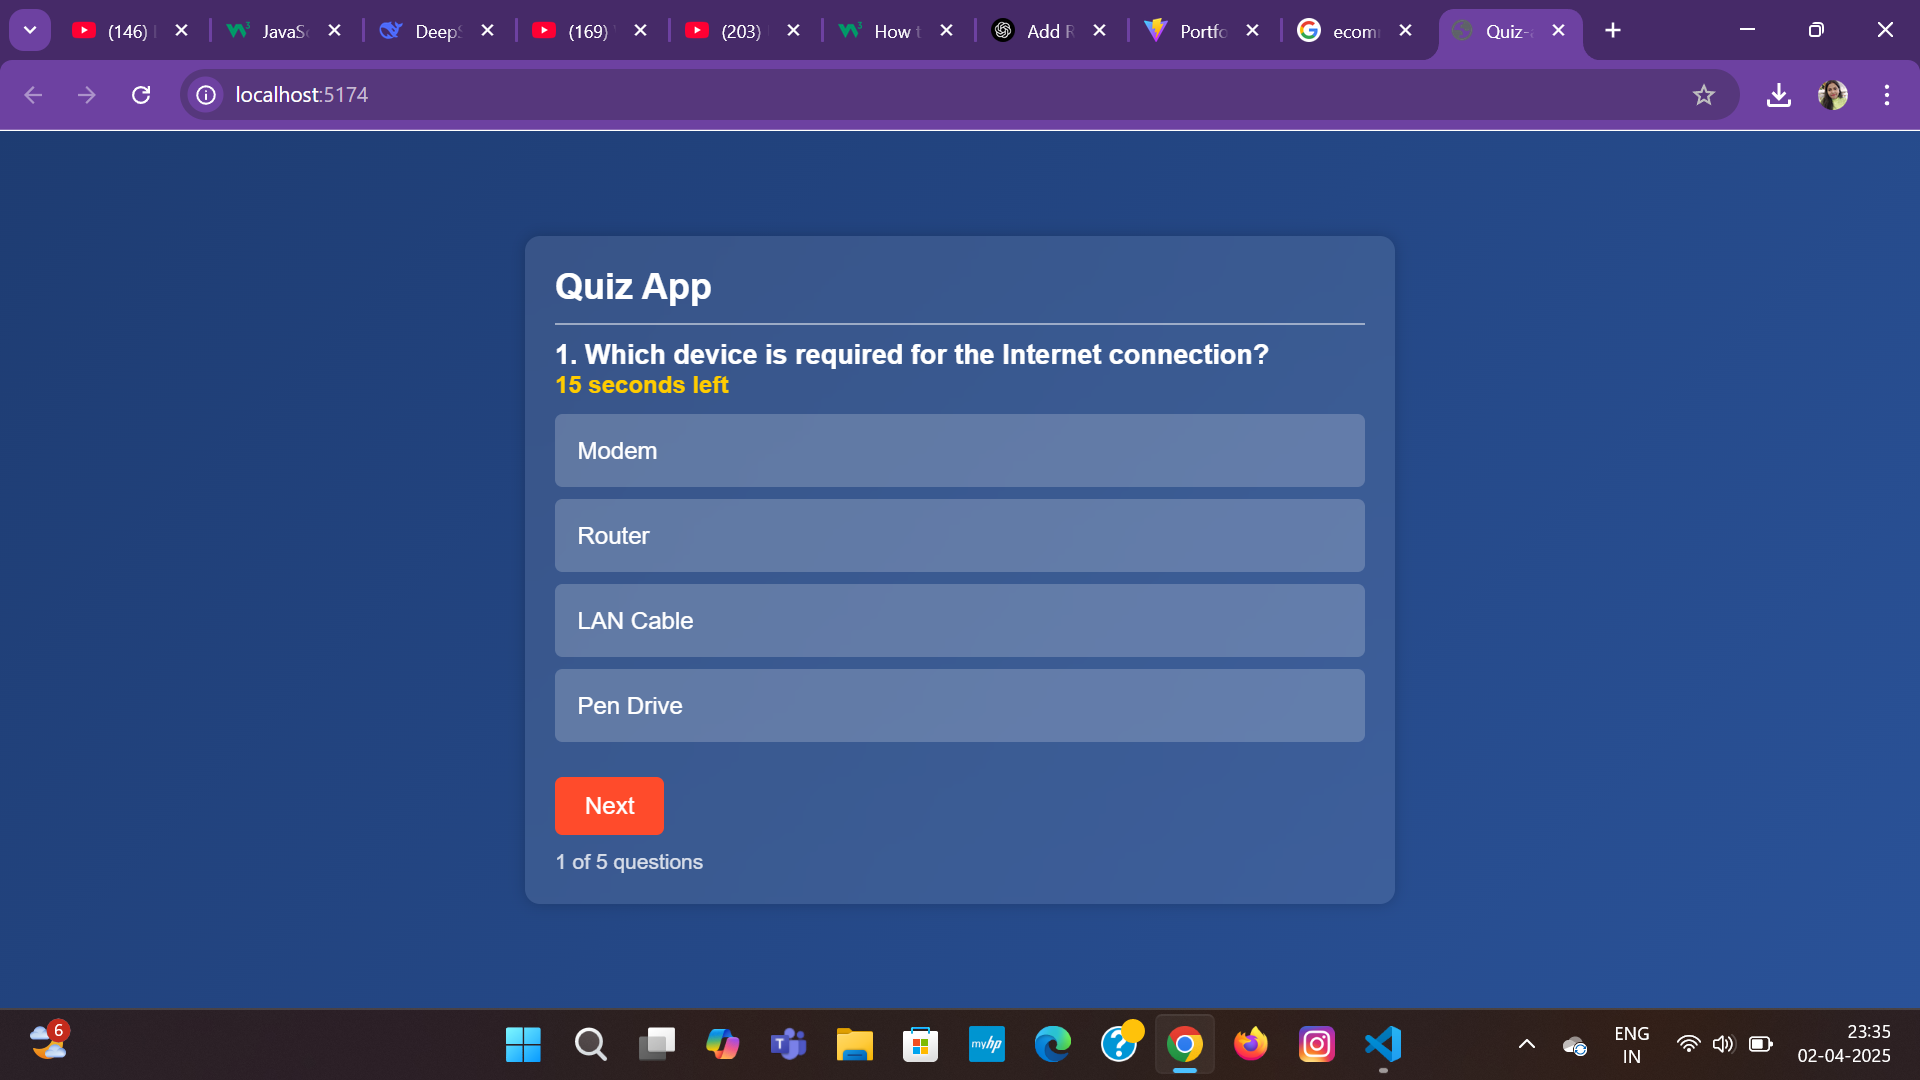 (146)
JavaSc
DeepS
(169)
(203)
How t
Add R
Portfo
ecom
Quiz-
localhost:5174
Quiz App
1. Which device is required for the Internet connection?
15 seconds left
Modem
Router
LAN Cable
Pen Drive
Next
1 of 5 questions
6
myhp
ENG
IN
23:35
02-04-2025